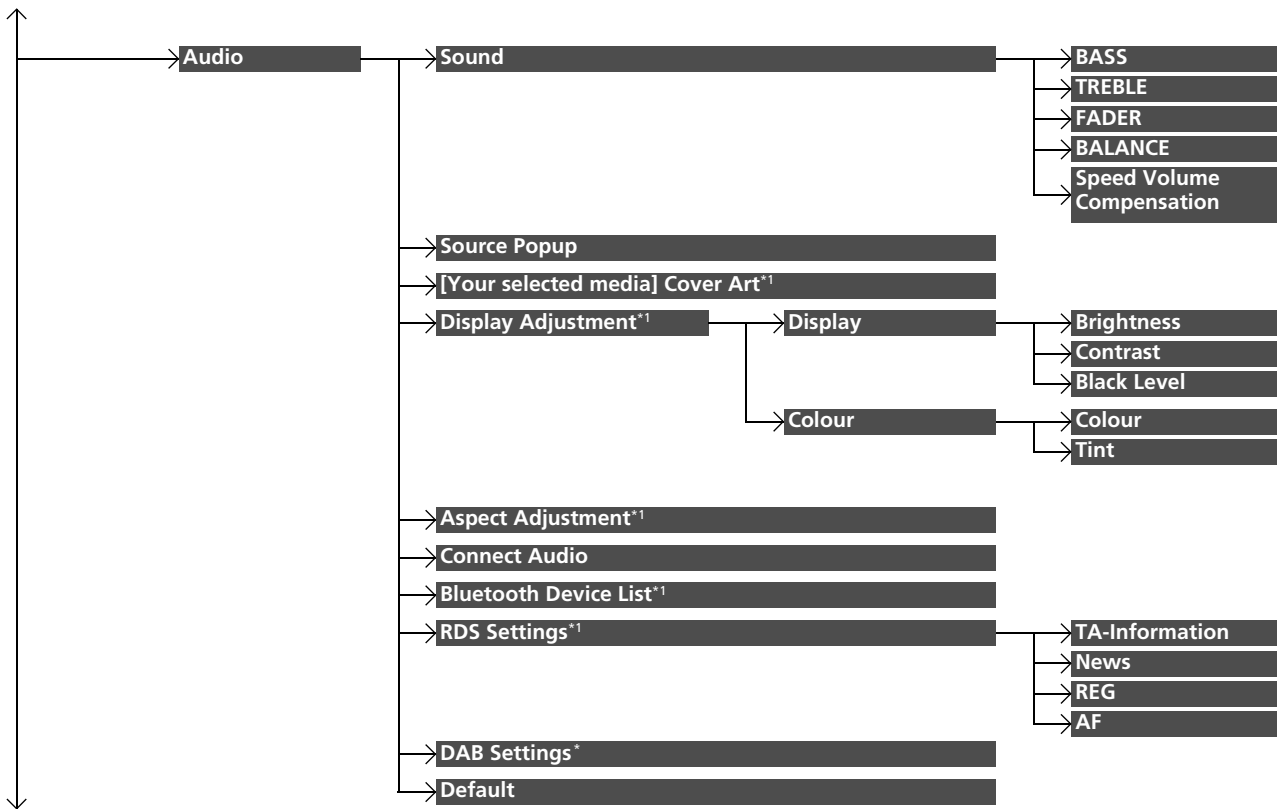 Audio
Sound
BASS
TREBLE
FADER
BALANCE
Speed Volume
Compensation
Source Popup
[Your selected media] Cover Art*1
Display Adjustment*1
Display
Brightness
Contrast
Black Level
Colour
Colour
Tint
Aspect Adjustment*1
Connect Audio
Bluetooth Device List*1
RDS Settings*1
TA-Information
News
REG
AF
DAB Settings*
Default